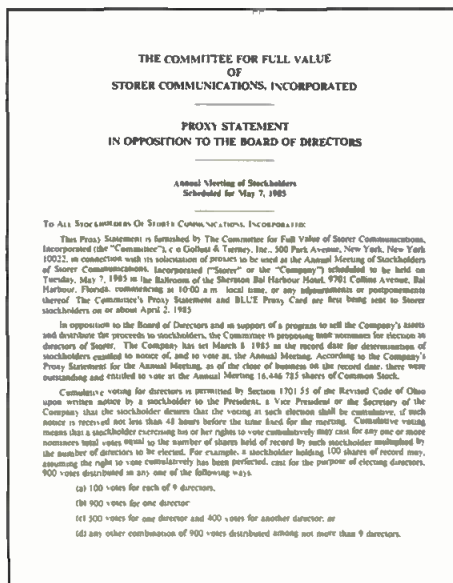 THE COMMITTEE FOR FULL VALUE
OF
STORER COMMUNICATIONS, INCORPORATED
PROXY STATEMENT
IN OPPOSITION TO THE BOARD OF DIRECTORS
Annual Meeting of Stockholders
Scheduled for May 7, 1985
TO ALL STOCKHOLDERS OF STORER COMMUNICATIONS, INCORPORATED:
This Proxy Statement is furnished by The Committee for Full Value of Storer Communications,
Incorporated (the "Committee"), c/o Gollust & Tierney, Inc., 500 Park Avenue, New York, New York
10022, in connection with its solicitation of proxies to be used at the Annual Meeting of Stockholders
of Storer Communications, Incorporated ("Storer" or the "Company") scheduled to be held on
Tuesday, May 7, 1985 in the Ballroom of the Sheraton Bal Harbour Hotel, 9701 Collins Avenue, Bal
Harbour, Florida, commencing at 10:00 a.m. local time, or any adjournments or postponements
thereof. The Committee's Proxy Statement and BLUE Proxy Card are first being sent to Storer
stockholders on or about April 2, 1985
In opposition to the Board of Directors and in support of a program to sell the Company's assets
and distribute the proceeds to stockholders, the Committee is proposing nominees for election as
directors of Storer. The Company has set March 1, 1985 as the record date for determination of
stockholders entitled to notice of, and to vote at, the Annual Meeting. According to the Company's
Proxy Statement for the Annual Meeting, as of the close of business on the record date, there were
outstanding and entitled to vote at the Annual Meeting 16,446,785 shares of Common Stock.
Cumulative voting for directors is permitted by Section 1701.55 of the Revised Code of Ohio
upon written notice by a stockholder to the President, a Vice President or the Secretary of the
Company that the stockholder desires that the voting at such election shall be cumulative, if such
notice is received not less than 48 hours before the time fixed for the meeting. Cumulative voting
means that a stockholder exercising his or her rights to vote cumulatively may cast for any one or more
nominees total votes equal to the number of shares held of record by such stockholder multiplied by
the number of directors to be elected. For example, a stockholder holding 100 shares of record may,
assuming the right to vote cumulatively has been perfected, cast for the purpose of electing directors,
900 votes distributed in any one of the following ways:
(a) 100 votes for each of 9 directors,
(b) 900 votes for one director
(c) 500 votes for one director and 400 votes for another director, or
(d) any other combination of 900 votes distributed among not more than 9 directors.